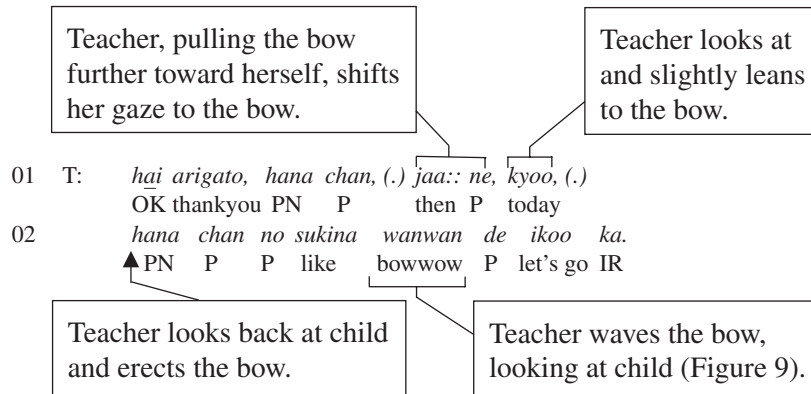 Teacher, pulling the bow
further toward herself, shifts
her gaze to the bow.
Teacher looks at
and slightly leans
to the bow.
01 T: hai arigato, hana chan, (.) jaa:: ne, kyoo, (.)
OK thankyou PN P then P today
02 hana chan no sukina wanwan de ikoo ka.
PN P P like bowwow P let's go IR
Teacher looks back at child
and erects the bow.
Teacher waves the bow,
looking at child (Figure 9).